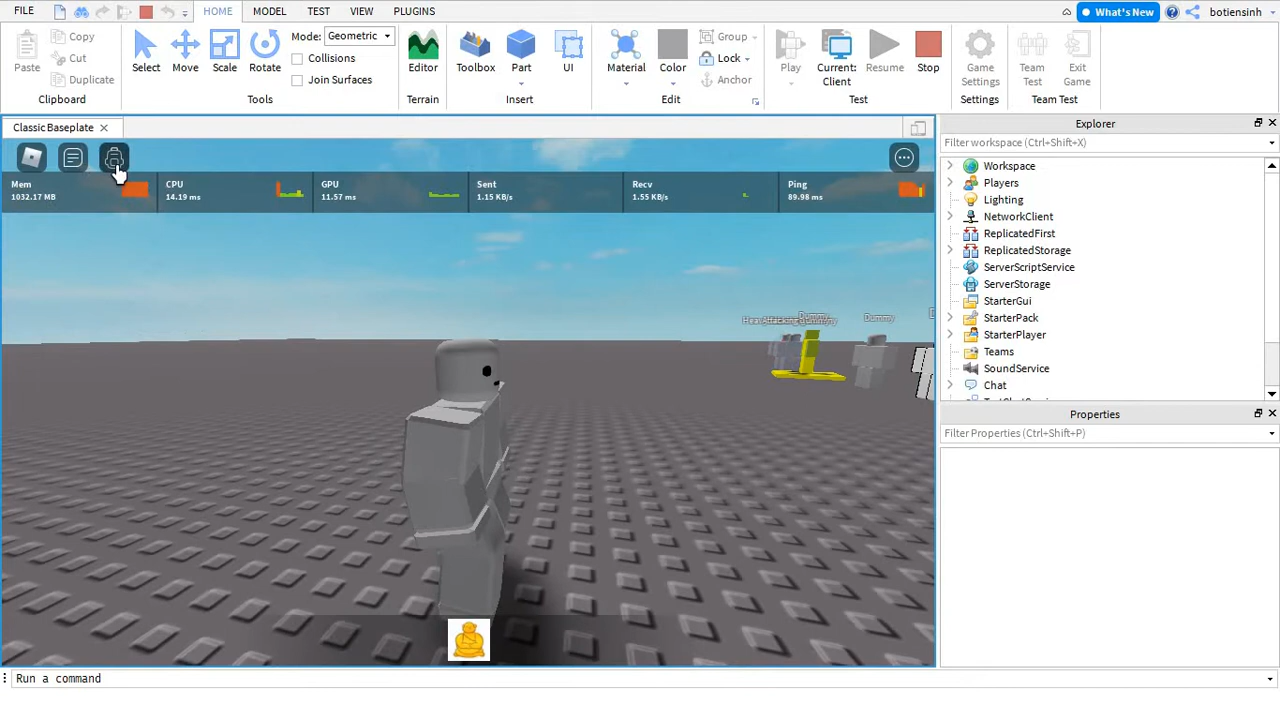 FILE HOME MODEL TEST VIEW PLUGINS What's New botiensinh
Paste Copy Cut Duplicate
Select Move Scale Rotate
Mode: Geometric
Collisions
Join Surfaces
Editor Toolbox Part UI Material Color
Group
Lock
Anchor
Play Current: Client Resume Stop Game Settings Team Test Exit Game
Clipboard Tools Terrain Insert Edit Test Settings Team Test
Classic Baseplate
Mem CPU GPU Sent Recv Ping
1032.17 MB 14.19 ms 11.57 ms 1.15 KB/s 1.55 KB/s 89.98 ms
Dummy
Dummy
Explorer
Filter workspace (Ctrl+Shift+X)
Workspace
Players
Lighting
NetworkClient
ReplicatedFirst
ReplicatedStorage
ServerScriptService
ServerStorage
StarterGui
StarterPack
StarterPlayer
Teams
SoundService
Chat
Properties
Filter Properties (Ctrl+Shift+P)
Run a command